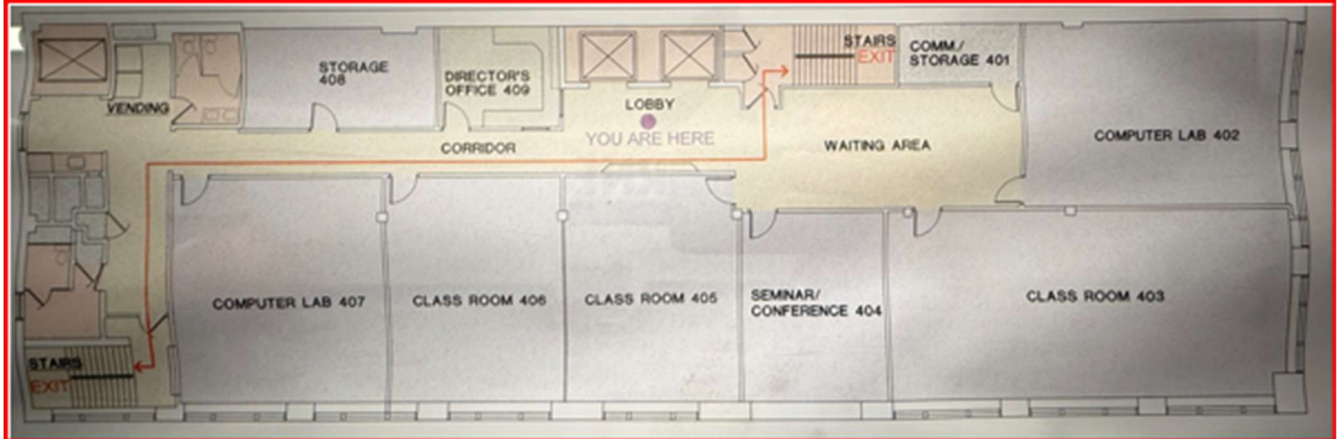 STORAGE
408
DIRECTOR'S
OFFICE 409
STAIRS
EXIT
COMM./
STORAGE 401
VENDING
LOBBY
YOU ARE HERE
CORRIDOR
WAITING AREA
COMPUTER LAB 402
COMPUTER LAB 407
CLASS ROOM 406
CLASS ROOM 405
SEMINAR/
CONFERENCE 404
CLASS ROOM 403
STAIRS
EXIT